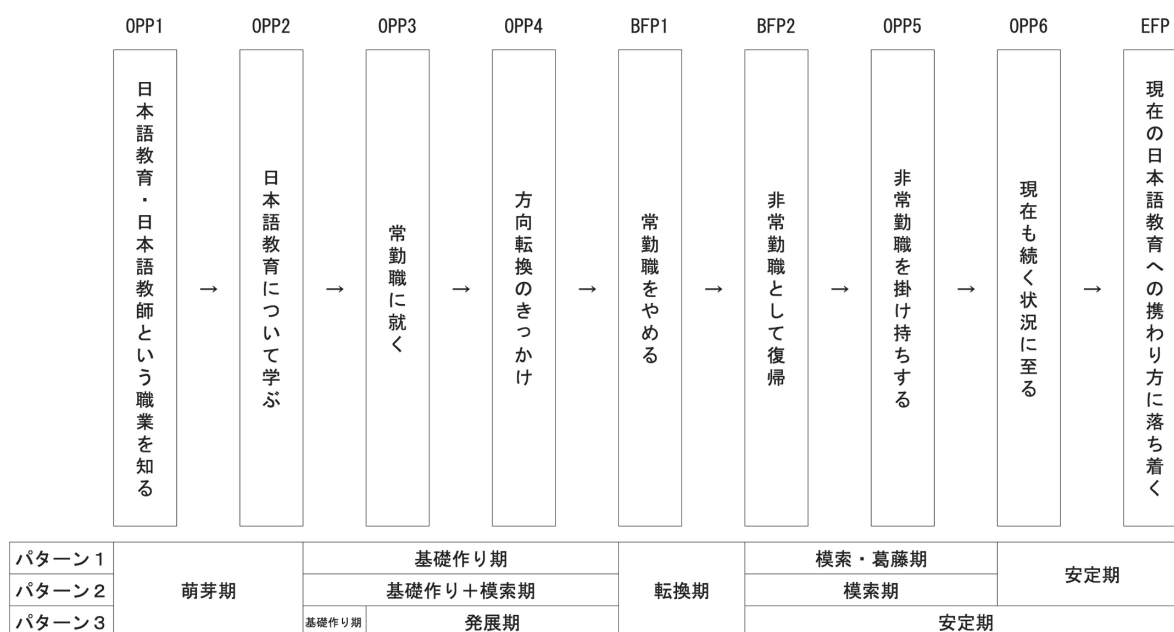 OPP1 OPP2 OPP3 OPP4 BFP1 BFP2 OPP5 OPP6 EFP
日本語教育・日本語教師という職業を知る
→
日本語教育について学ぶ
→
常勤職に就く
→
方向転換のきっかけ
→
常勤職をやめる
→
非常勤職として復帰
→
非常勤職を掛け持ちする
→
現在も続く状況に至る
→
現在の日本語教育への携わり方に落ち着く
パターン1 萌芽期 基礎作り期 転換期 模索・葛藤期 安定期
パターン2 基礎作り+模索期 模索期
パターン3 基礎作り期 発展期 安定期